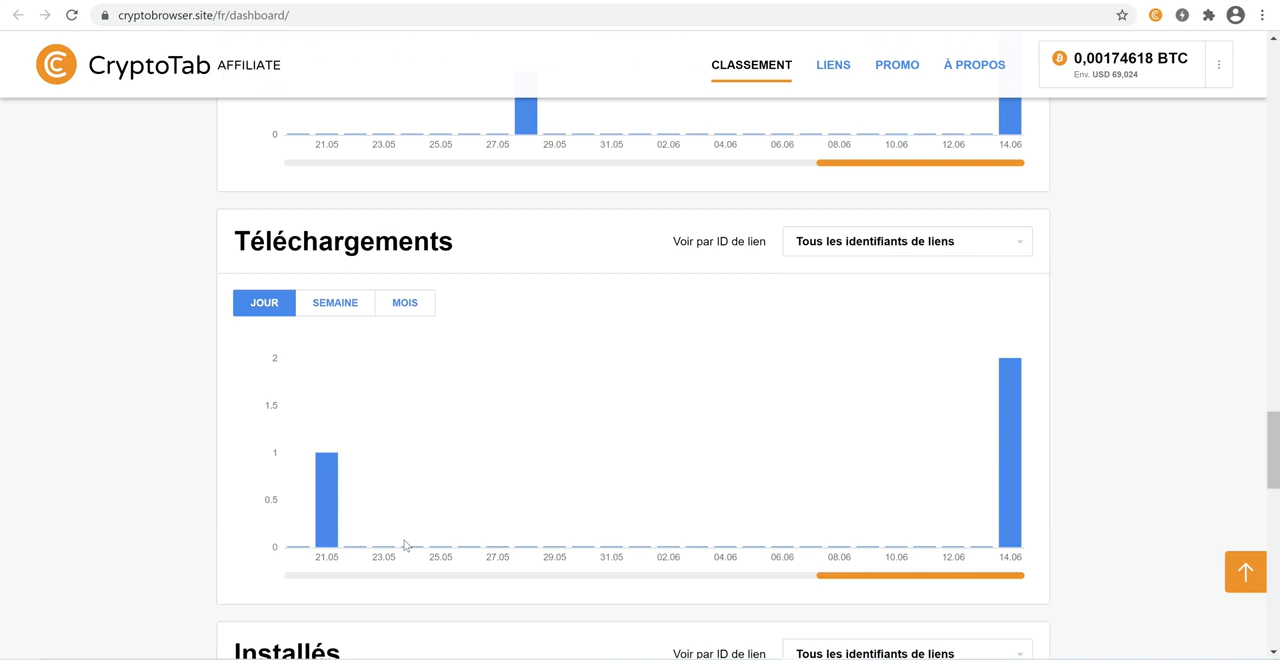 cryptobrowser.site/fr/dashboard/
CryptoTab AFFILIATE
CLASSEMENT LIENS PROMO À PROPOS
0,00174618 BTC
Env. USD 69,024
0
21.05 23.05 25.05 27.05 29.05 31.05 02.06 04.06 06.06 08.06 10.06 12.06 14.06
Téléchargements
Voir par ID de lien
Tous les identifiants de liens
JOUR SEMAINE MOIS
2
1.5
1
0.5
0
21.05 23.05 25.05 27.05 29.05 31.05 02.06 04.06 06.06 08.06 10.06 12.06 14.06
Installés
Voir par ID de lien
Tous les identifiants de liens